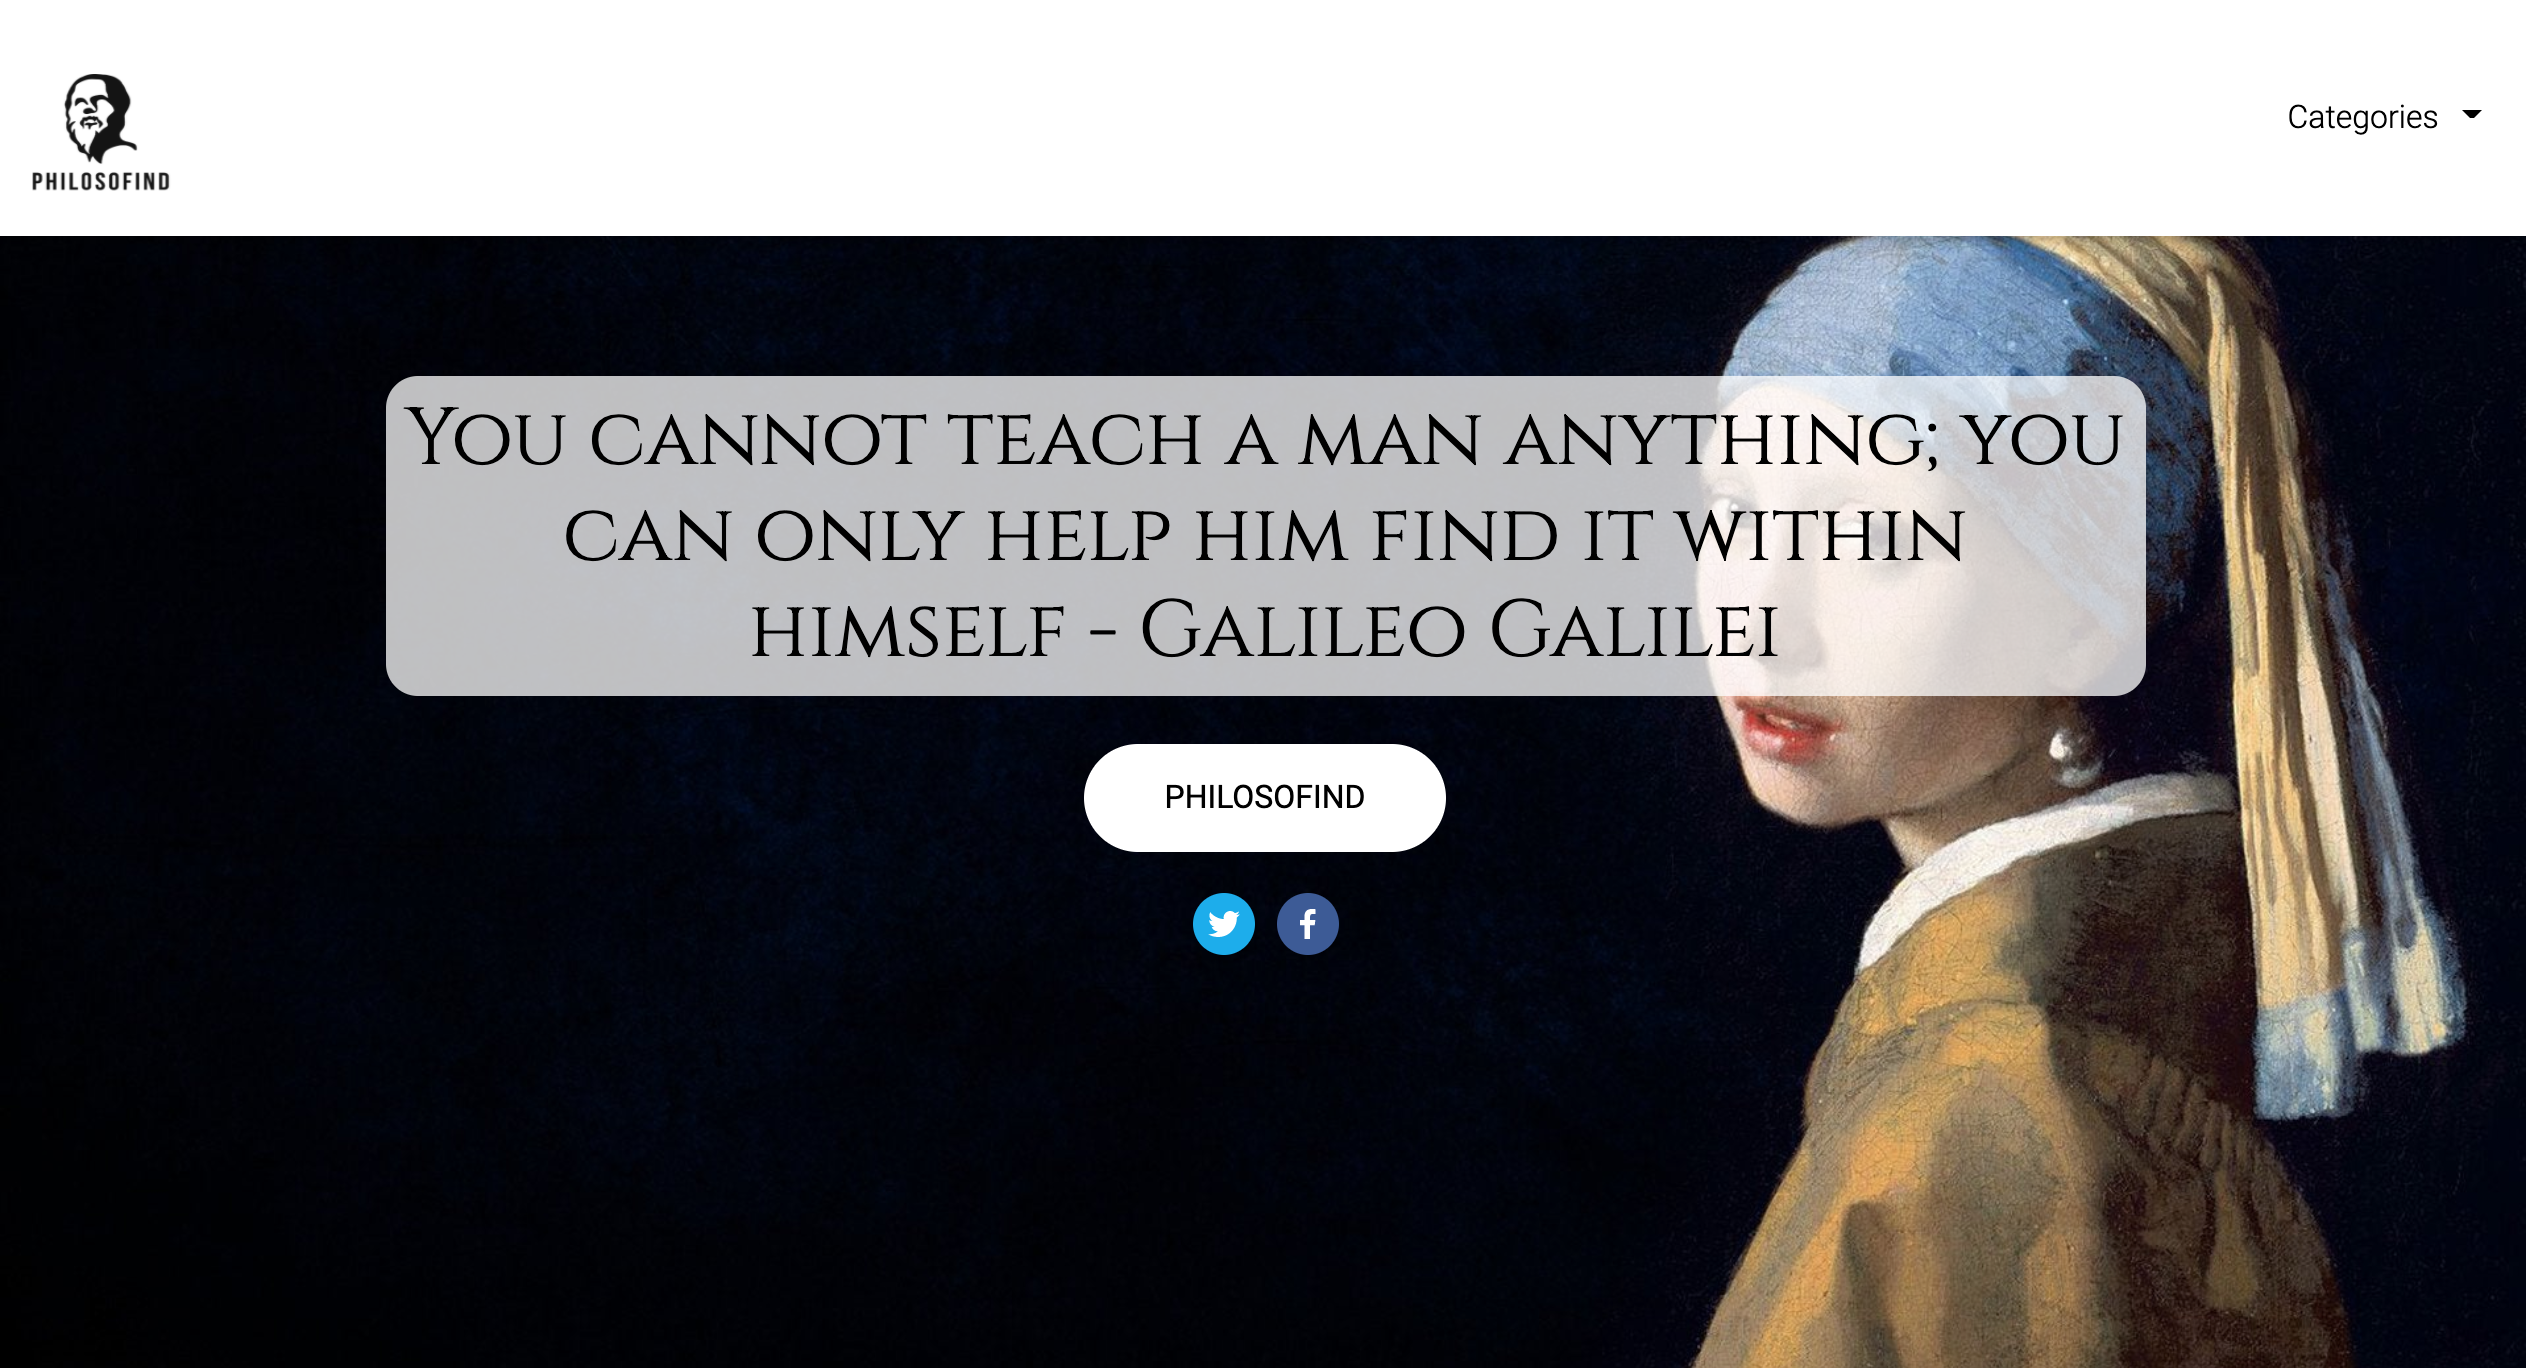 PHILOSOFIND
Categories
You cannot teach a man anything; you
can only help him find it within
himself - Galileo Galilei
PHILOSOFIND